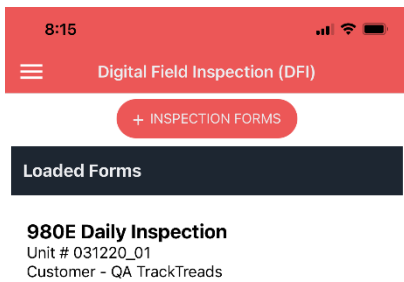 8:15
Digital Field Inspection (DFI)
+ INSPECTION FORMS
Loaded Forms
980E Daily Inspection
Unit # 031220_01
Customer - QA TrackTreads